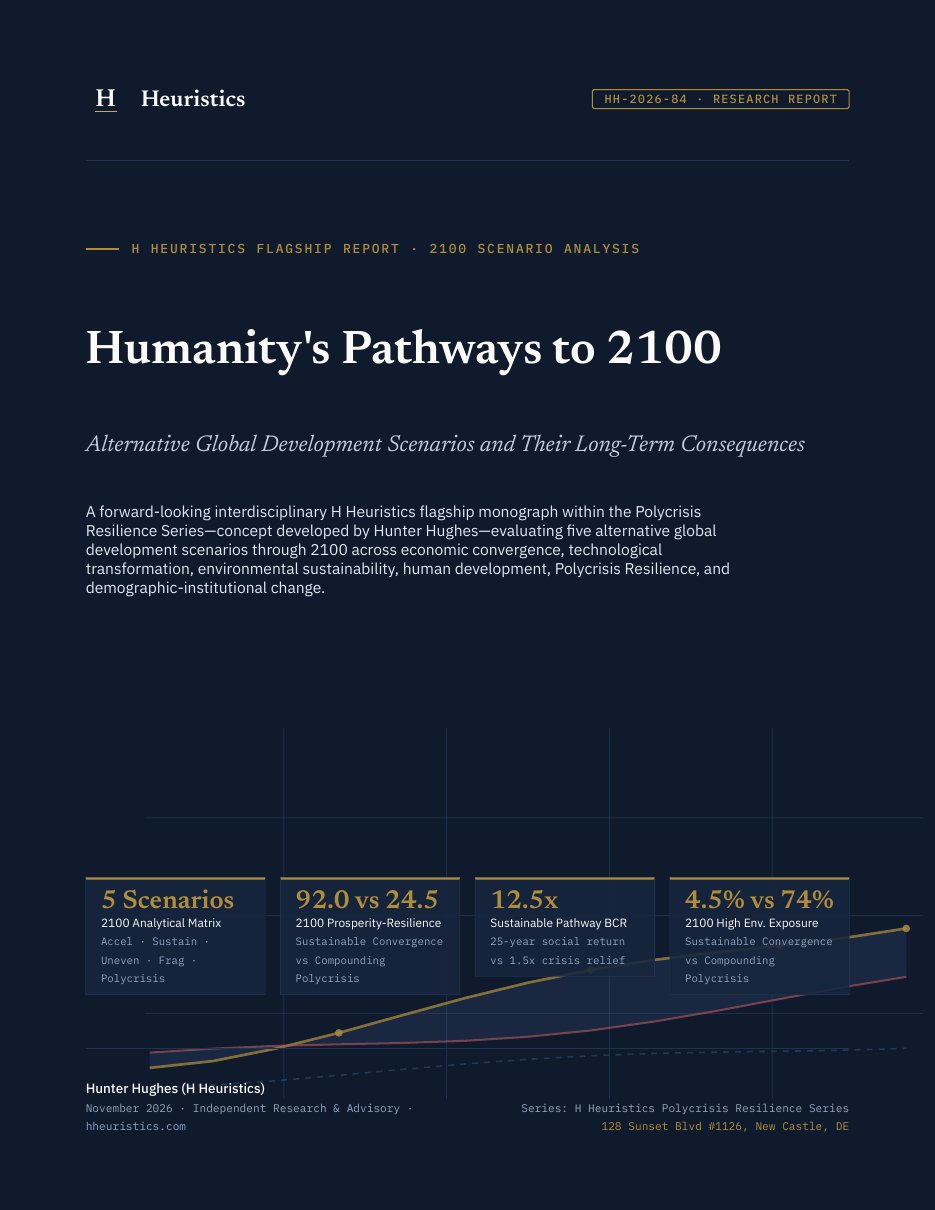 H Heuristics
HH-2026-84 · RESEARCH REPORT
H HEURISTICS FLAGSHIP REPORT · 2100 SCENARIO ANALYSIS
Humanity's Pathways to 2100
Alternative Global Development Scenarios and Their Long-Term Consequences
A forward-looking interdisciplinary H Heuristics flagship monograph within the Polycrisis
Resilience Series—concept developed by Hunter Hughes—evaluating five alternative global
development scenarios through 2100 across economic convergence, technological
transformation, environmental sustainability, human development, Polycrisis Resilience, and
demographic-institutional change.
5 Scenarios
2100 Analytical Matrix
Accel · Sustain ·
Uneven · Frag ·
Polycrisis
92.0 vs 24.5
2100 Prosperity-Resilience
Sustainable Convergence
vs Compounding
Polycrisis
12.5x
Sustainable Pathway BCR
25-year social return
vs 1.5x crisis relief
4.5% vs 74%
2100 High Env. Exposure
Sustainable Convergence
vs Compounding
Polycrisis
Hunter Hughes (H Heuristics)
November 2026 · Independent Research & Advisory ·
hheuristics.com
Series: H Heuristics Polycrisis Resilience Series
128 Sunset Blvd #1126, New Castle, DE